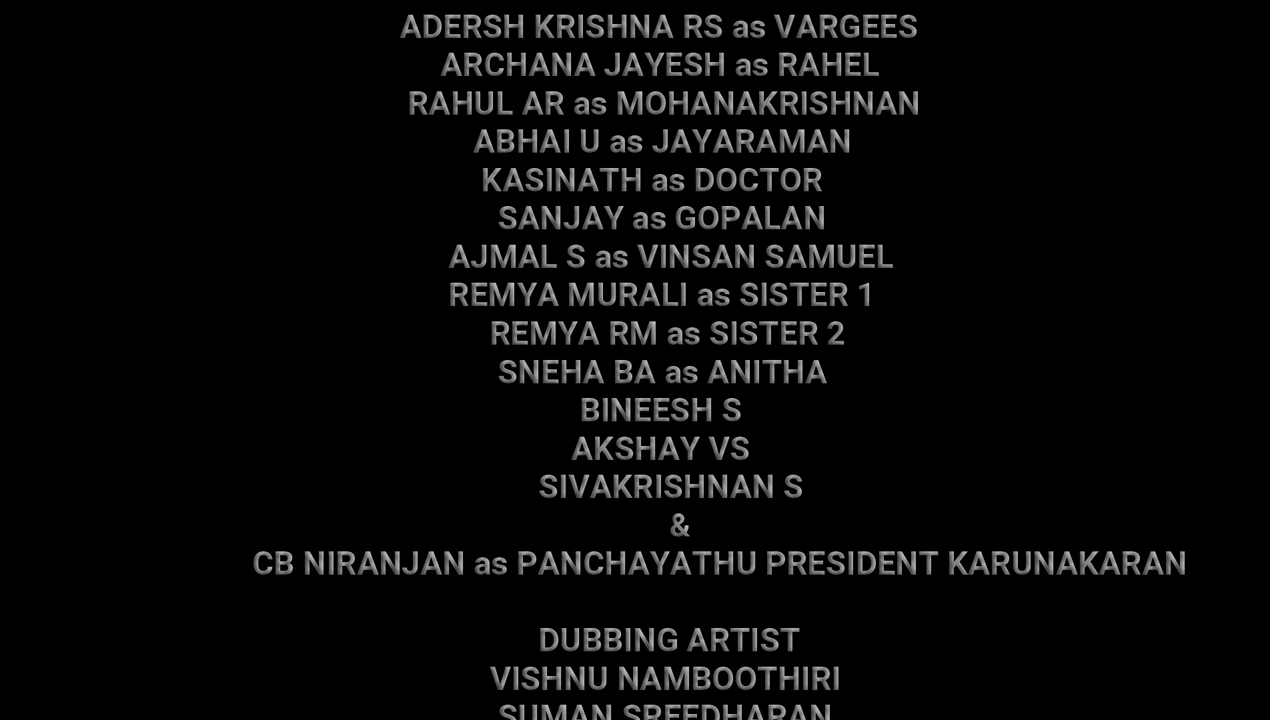 ADERSH KRISHNA RS as VARGEES
ARCHANA JAYESH as RAHEL
RAHUL AR as MOHANAKRISHNAN
ABHAI U as JAYARAMAN
KASINATH as DOCTOR
SANJAY as GOPALAN
AJMAL S as VINSAN SAMUEL
REMYA MURALI as SISTER 1
REMYA RM as SISTER 2
SNEHA BA as ANITHA
BINEESH S
AKSHAY VS
SIVAKRISHNAN S
&
CB NIRANJAN as PANCHAYATHU PRESIDENT KARUNAKARAN
DUBBING ARTIST
VISHNU NAMBOOTHIRI
SUMAN SREEDHARAN